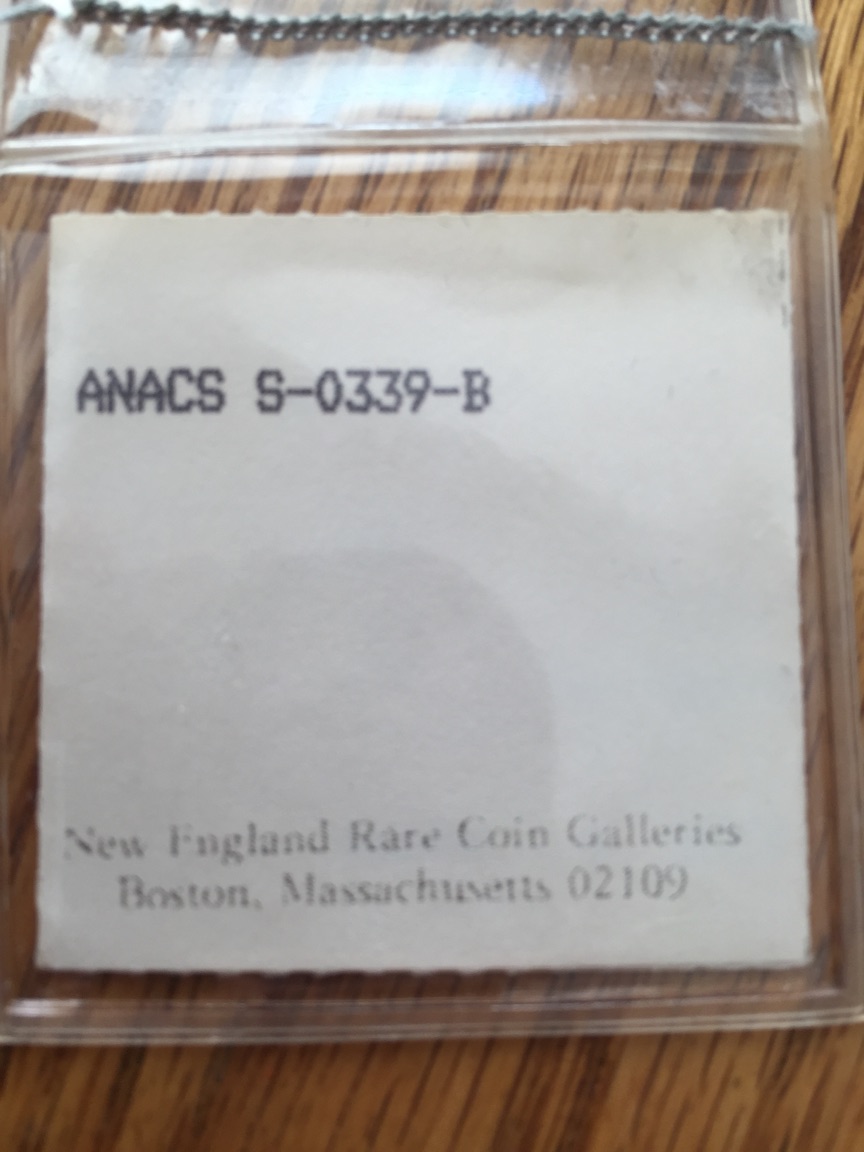 ANACS S-0339-B
New England Rare Coin Galleries
Boston, Massachusetts 02109